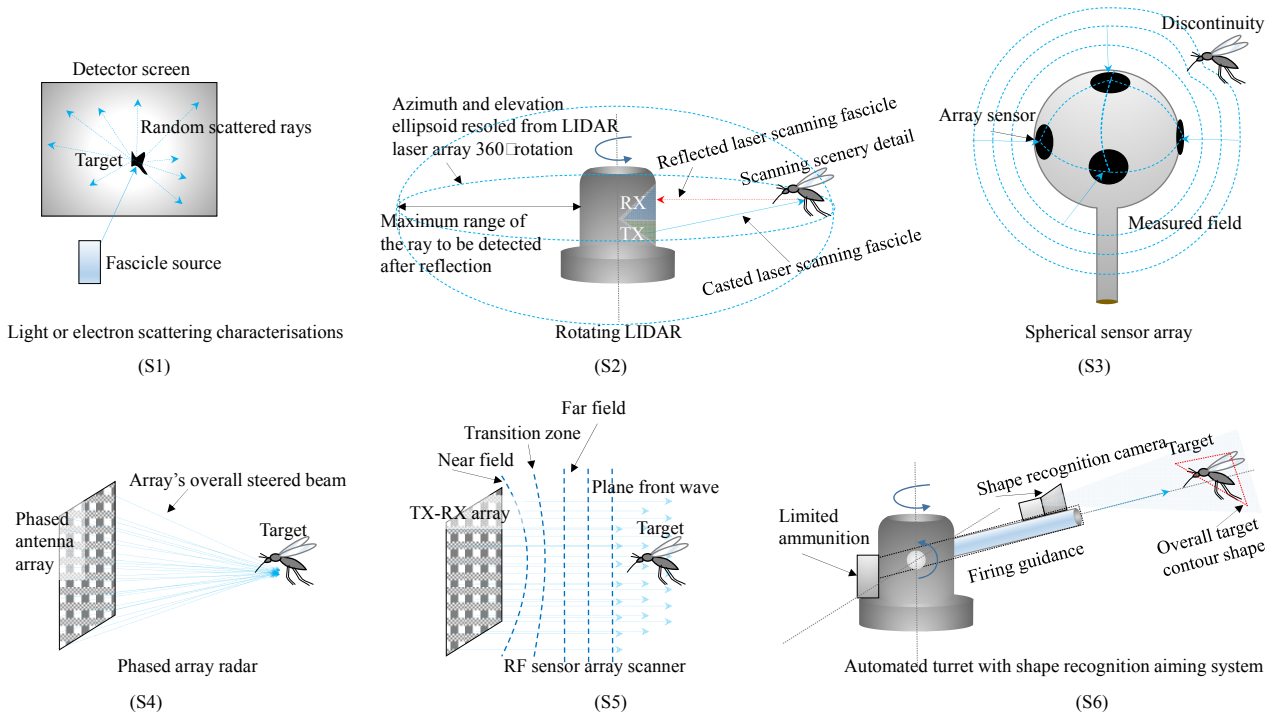 Detector screen
Random scattered rays
Target
Fascicle source
Light or electron scattering characterisations
(S1)
Azimuth and elevation
ellipsoid resoled from LIDAR
laser array 360□rotation
Reflected laser scanning fascicle
Scanning scenery detail
RX
TX
Maximum range of
the ray to be detected
after reflection
Casted laser scanning fascicle
Rotating LIDAR
(S2)
Discontinuity
Array sensor
Measured field
Spherical sensor array
(S3)
Array's overall steered beam
Phased
antenna
array
Target
Phased array radar
(S4)
Far field
Transition zone
Near field
Plane front wave
TX-RX array
Target
RF sensor array scanner
(S5)
Shape recognition camera
Target
Limited
ammunition
Firing guidance
Overall target
contour shape
Automated turret with shape recognition aiming system
(S6)